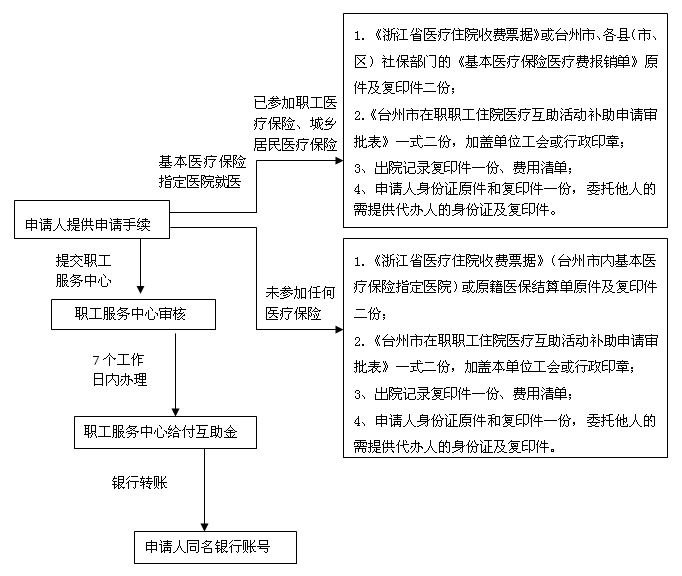 1.《浙江省医疗住院收费票据》或台州市、各县(市、
区）社保部门的《基本医疗保险医疗费报销单》原
件及复印件二份；
2.《台州市在职职工住院医疗互助活动补助申请审
批表》一式二份，加盖单位工会或行政印章；
3、出院记录复印件一份、费用清单；
4、申请人身份证原件和复印件一份，委托他人的
需提供代办人的身份证及复印件。
已参加职工医
疗保险、城乡
居民医疗保险
基本医疗保险
指定医院就医
申请人提供申请手续
未参加任何
医疗保险
1.《浙江省医疗住院收费票据》（台州市内基本医
疗保险指定医院）或原籍医保结算单原件及复印件
二份；
2.《台州市在职职工住院医疗互助活动补助申请审
批表》一式二份，加盖本单位工会或行政印章；
3、出院记录复印件一份、费用清单；
4、申请人身份证原件和复印件一份，委托他人的
需提供代办人的身份证及复印件。
提交职工
服务中心
职工服务中心审核
7个工作
日内办理
职工服务中心给付互助金
银行转账
申请人同名银行账号